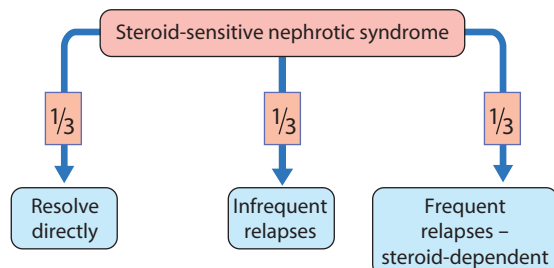 Steroid-sensitive nephrotic syndrome
1/3
1/3
1/3
Resolve
directly
Infrequent
relapses
Frequent
relapses –
steroid-dependent